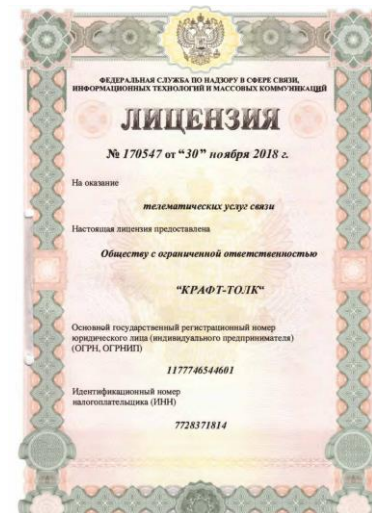 ФЕДЕРАЛЬНАЯ СЛУЖБА ПО НАДЗОРУ В СФЕРЕ СВЯЗИ,
ИНФОРМАЦИОННЫХ ТЕХНОЛОГИЙ И МАССОВЫХ КОММУНИКАЦИЙ
ЛИЦЕНЗИЯ
№ 170547 от “30” ноября 2018 г.
На оказание
телематических услуг связи
Настоящая лицензия предоставлена
Обществу с ограниченной ответственностью
“КРАФТ-ТОЛК“
Основной государственный регистрационный номер
юридического лица (индивидуального предпринимателя)
(ОГРН, ОГРНИП)
1177746544601
Идентификационный номер
налогоплательщика (ИНН)
7728371814